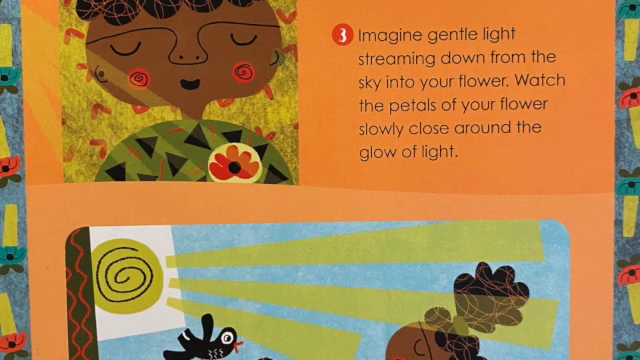 3 Imagine gentle light
streaming down from the
sky into your flower. Watch
the petals of your flower
slowly close around the
glow of light.